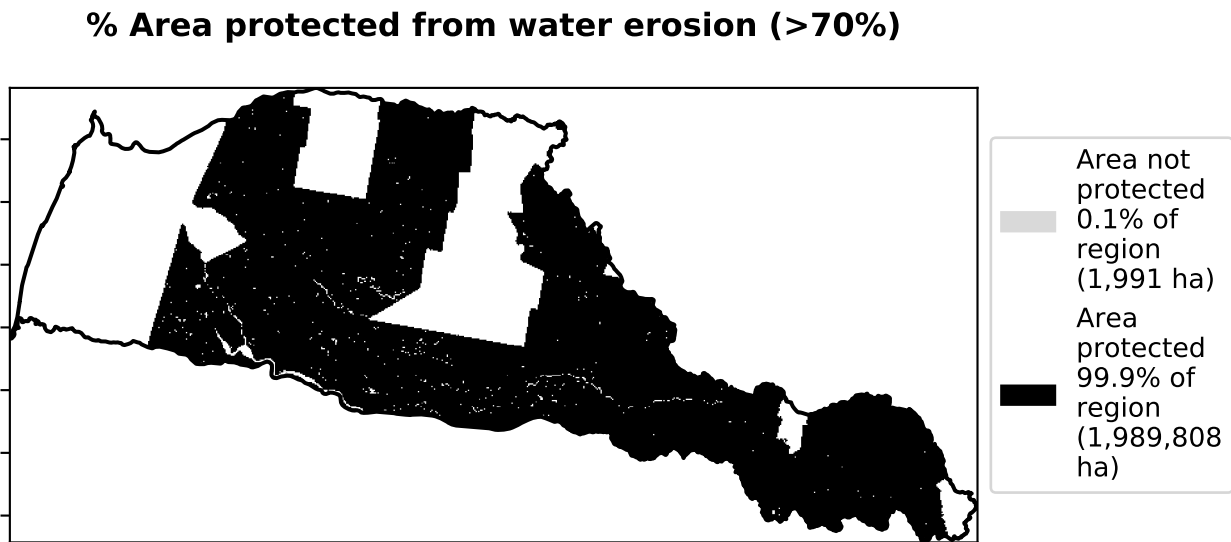 % Area protected from water erosion (>70%)
Area not
protected
0.1% of
region
(1,991 ha)
Area
protected
99.9% of
region
(1,989,808
ha)